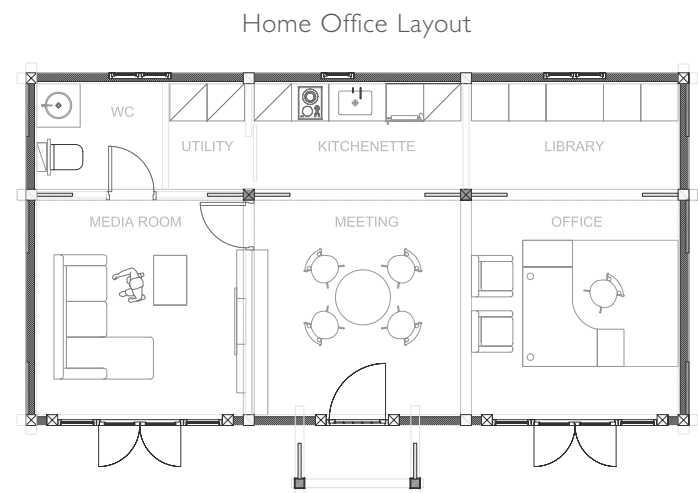 Home Office Layout
WC
UTILITY
KITCHENETTE
LIBRARY
MEDIA ROOM
MEETING
OFFICE